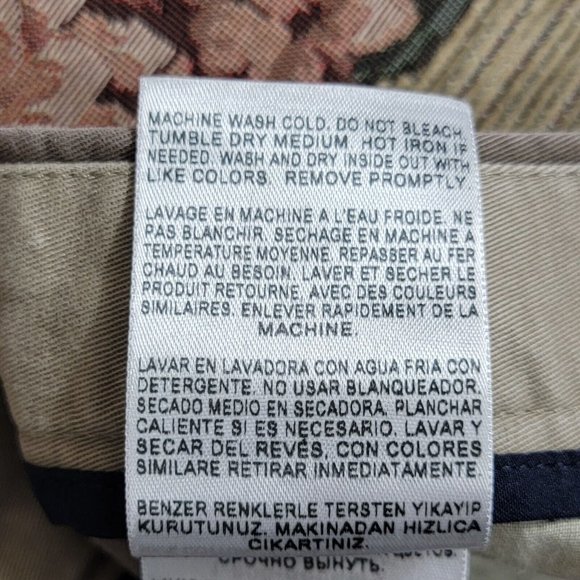 MACHINE WASH COLD. DO NOT BLEACH.
TUMBLE DRY MEDIUM. HOT IRON IF
NEEDED. WASH AND DRY INSIDE OUT WITH
LIKE COLORS. REMOVE PROMPTLY
LAVAGE EN MACHINE A L'EAU FROIDE. NE
PAS BLANCHIR. SECHAGE EN MACHINE A
TEMPERATURE MOYENNE. REPASSER AU FER
CHAUD AU BESOIN. LAVER ET SECHER LE
PRODUIT RETOURNE, AVEC DES COULEURS
SIMILAIRES. ENLEVER RAPIDEMENT DE LA
MACHINE.
LAVAR EN LAVADORA CON AGUA FRIA CON
DETERGENTE. NO USAR BLANQUEADOR.
SECADO MEDIO EN SECADORA. PLANCHAR
CALIENTE SI ES NECESARIO. LAVAR Y
SECAR DEL REVÉS, CON COLORES
SIMILARE RETIRAR INMEDIATAMENTE.
BENZER RENKLERLE TERSTEN YIKAYIP
KURUTUNUZ. MAKINADAN HIZLICA
CIKARTINIZ.
СРОЧНО ВЫНУТЬ.